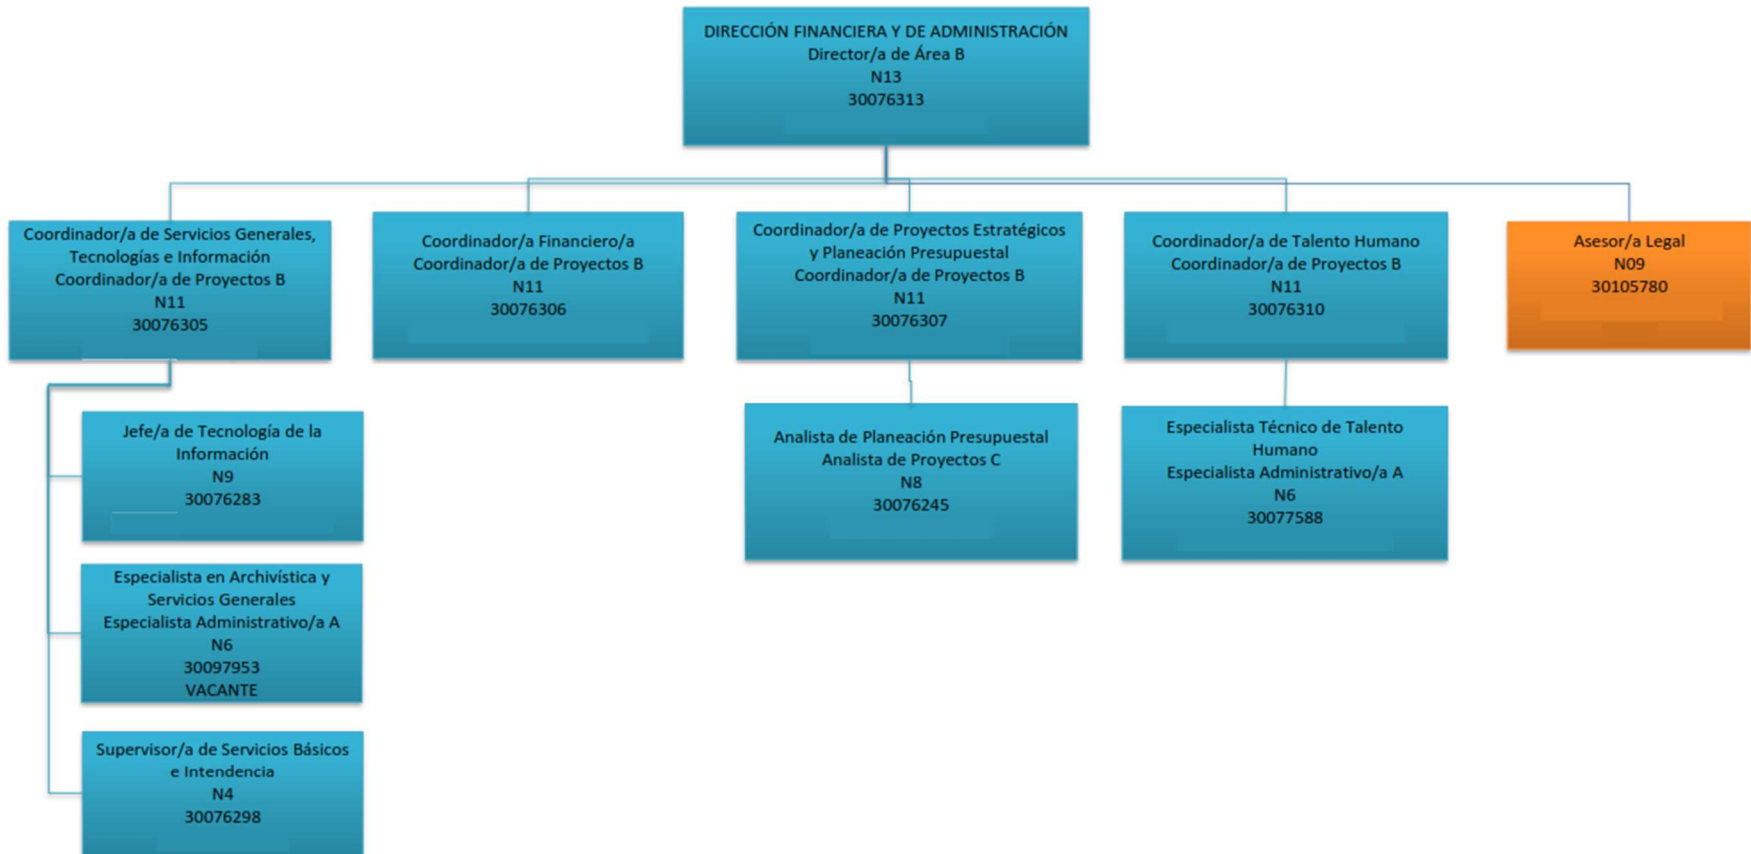 DIRECCIÓN FINANCIERA Y DE ADMINISTRACIÓN
Director/a de Área B
N13
30076313
Coordinador/a de Servicios Generales,
Tecnologías e Información
Coordinador/a de Proyectos B
N11
30076305
Coordinador/a Financiero/a
Coordinador/a de Proyectos B
N11
30076306
Coordinador/a de Proyectos Estratégicos
y Planeación Presupuestal
Coordinador/a de Proyectos B
N11
30076307
Coordinador/a de Talento Humano
Coordinador/a de Proyectos B
N11
30076310
Asesor/a Legal
N09
30105780
Jefe/a de Tecnología de la
Información
N9
30076283
Analista de Planeación Presupuestal
Analista de Proyectos C
N8
30076245
Especialista Técnico de Talento
Humano
Especialista Administrativo/a A
N6
30077588
Especialista en Archivística y
Servicios Generales
Especialista Administrativo/a A
N6
30097953
VACANTE
Supervisor/a de Servicios Básicos
e Intendencia
N4
30076298